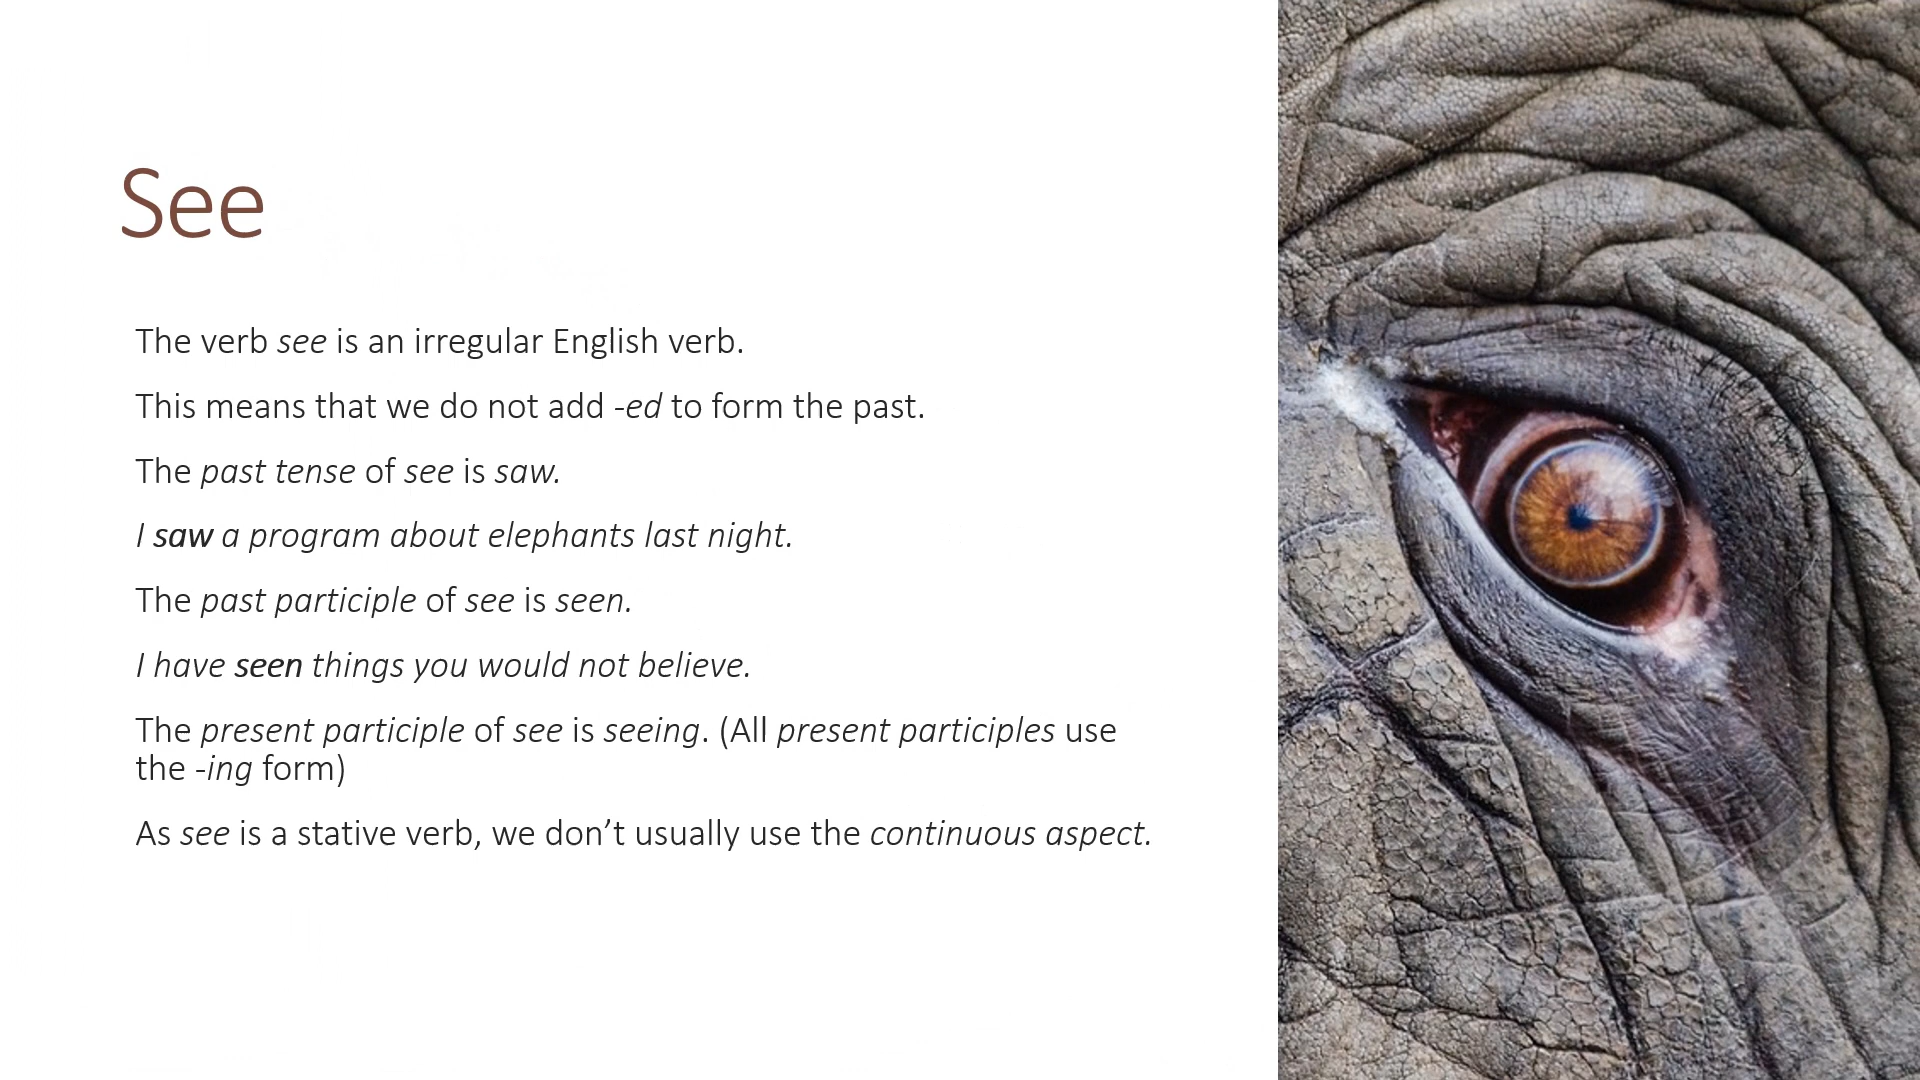 See
The verb see is an irregular English verb.
This means that we do not add -ed to form the past.
The past tense of see is saw.
I saw a program about elephants last night.
The past participle of see is seen.
I have seen things you would not believe.
The present participle of see is seeing. (All present participles use
the -ing form)
As see is a stative verb, we don’t usually use the continuous aspect.